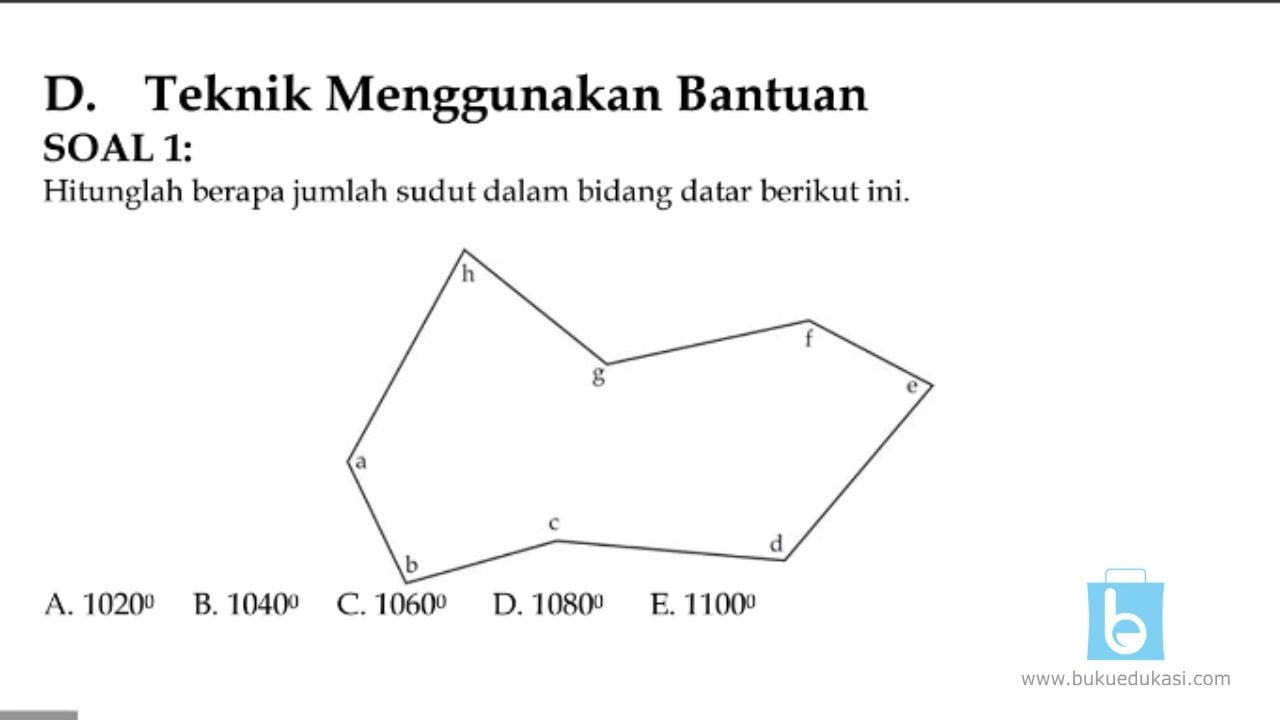 D. Teknik Menggunakan Bantuan
SOAL 1:
Hitunglah berapa jumlah sudut dalam bidang datar berikut ini.
h
f
g
e
a
c
d
b
A. 1020⁰ B. 1040⁰ C. 1060⁰ D. 1080⁰ E. 1100⁰
b
www.bukuedukasi.com